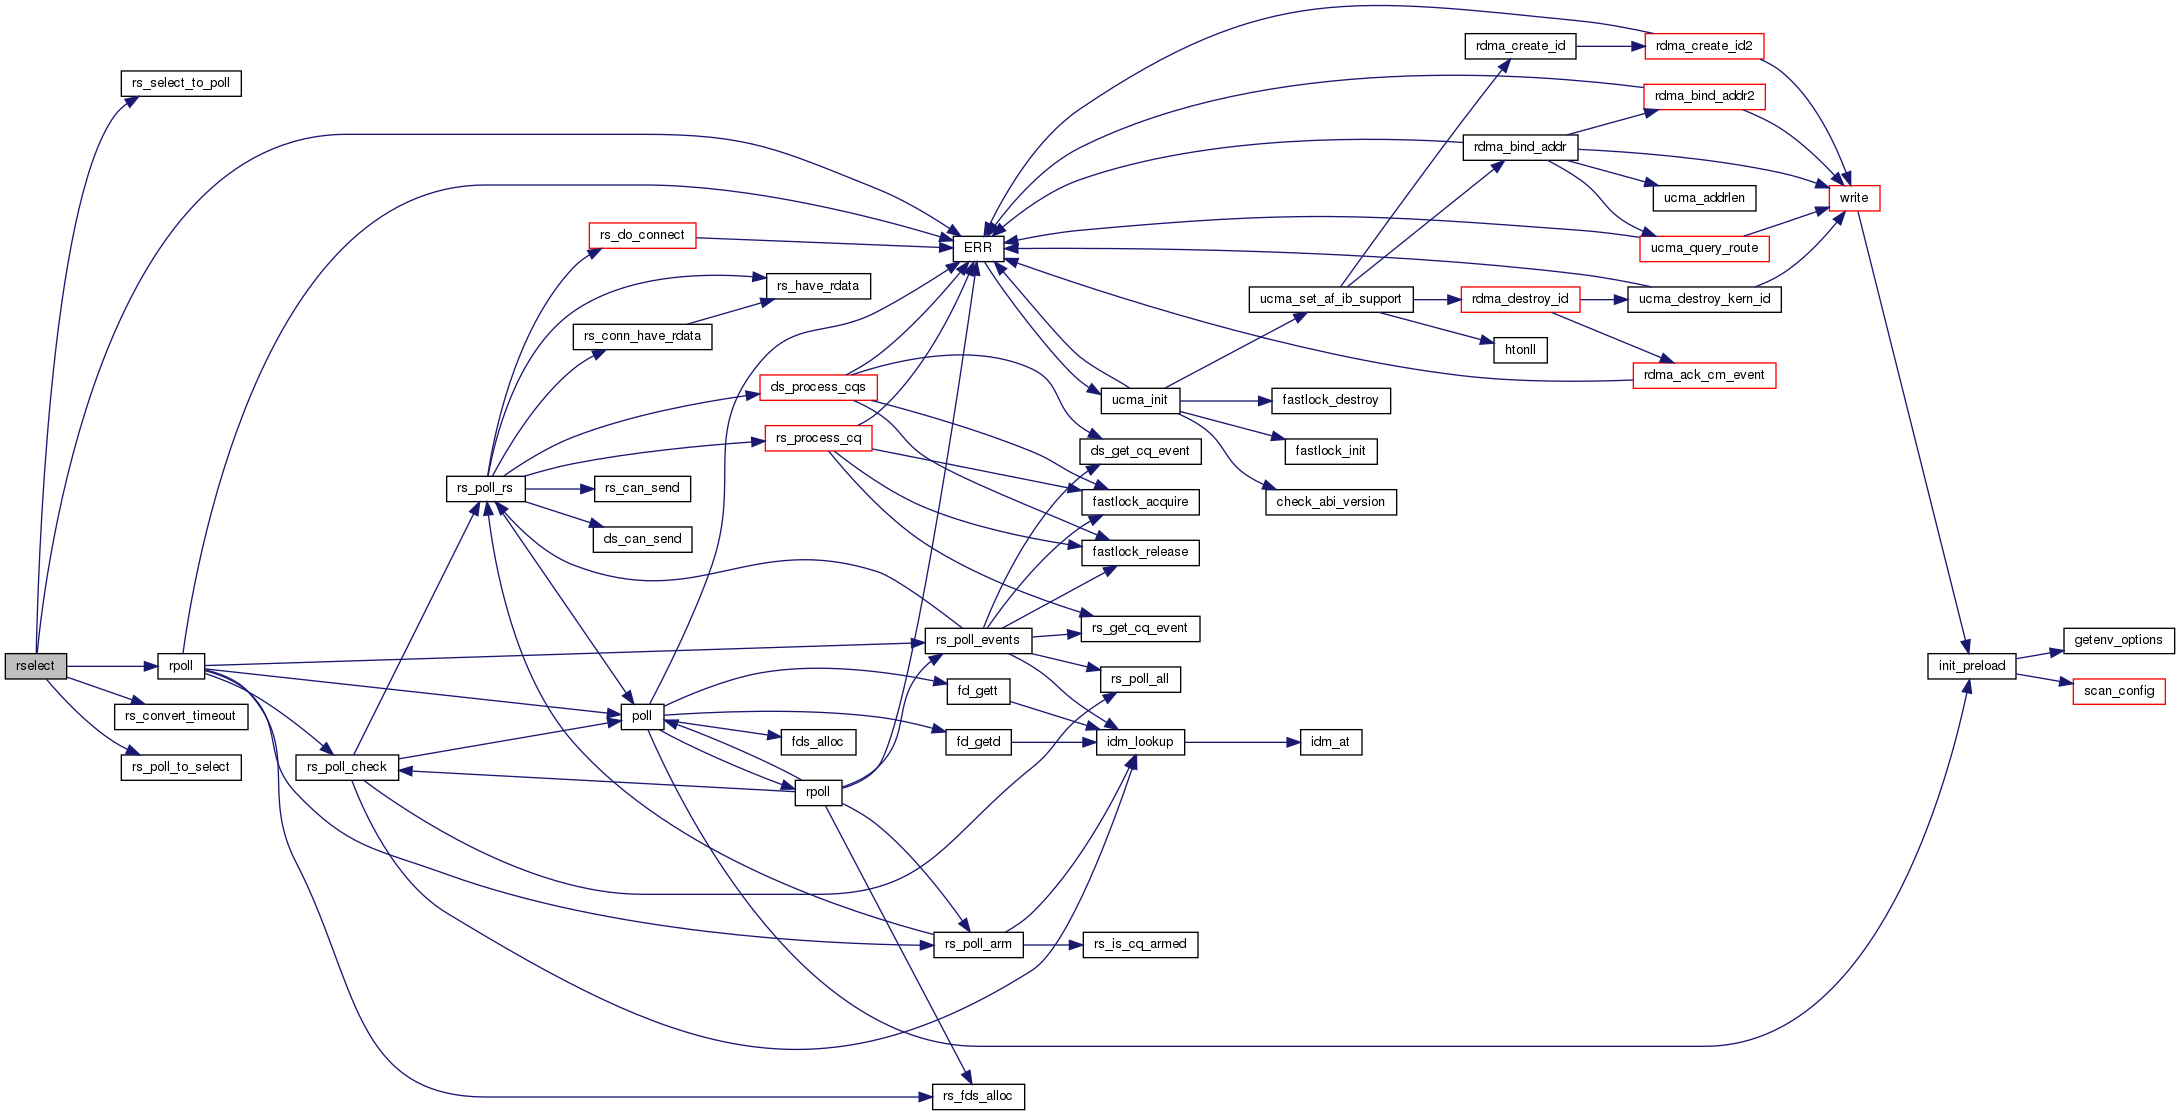 rselect
rs_select_to_poll
rpoll
rs_convert_timeout
rs_poll_to_select
rs_poll_check
rs_poll_rs
rs_do_connect
rs_conn_have_rdata
rs_have_rdata
ds_process_cqs
rs_process_cq
rs_can_send
ds_can_send
poll
fds_alloc
rpoll
ERR
rs_poll_events
fd_gett
fd_getd
rs_poll_arm
rs_fds_alloc
ds_get_cq_event
fastlock_acquire
fastlock_release
rs_get_cq_event
rs_poll_all
idm_lookup
rs_is_cq_armed
ucma_init
idm_at
ucma_set_af_ib_support
fastlock_destroy
fastlock_init
check_abi_version
rdma_create_id
rdma_bind_addr
rdma_destroy_id
htonll
rdma_create_id2
rdma_bind_addr2
ucma_addrlen
ucma_query_route
ucma_destroy_kern_id
rdma_ack_cm_event
write
init_preload
getenv_options
scan_config